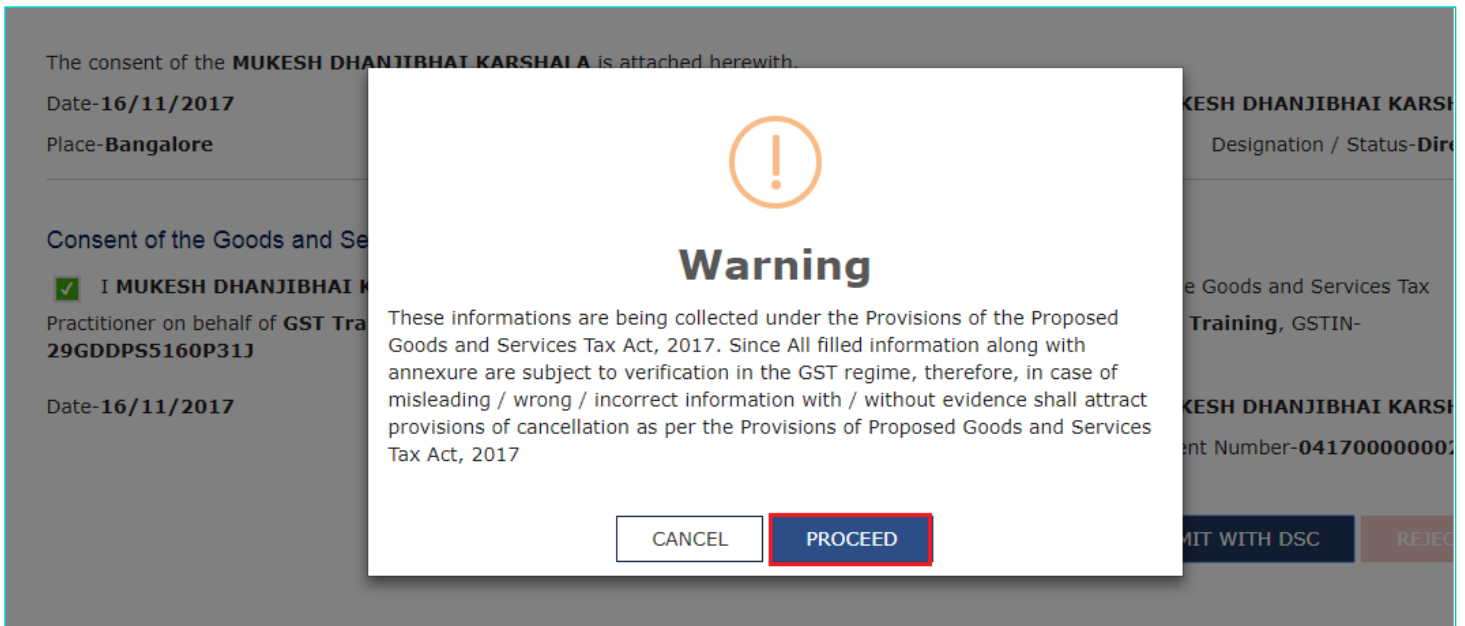 The consent of the MUKESH DHANJIBHAI KARSHALA is attached herewith.
Date-16/11/2017
KESH DHANJIBHAI KARSH
Place-Bangalore
Designation / Status-Dire
Warning
These informations are being collected under the Provisions of the Proposed
Goods and Services Tax Act, 2017. Since All filled information along with
annexure are subject to verification in the GST regime, therefore, in case of
misleading / wrong / incorrect information with / without evidence shall attract
provisions of cancellation as per the Provisions of Proposed Goods and Services
Tax Act, 2017
CANCEL
PROCEED
Consent of the Goods and Se
I MUKESH DHANJIBHAI K
e Goods and Services Tax
Practitioner on behalf of GST Tra
Training, GSTIN-
29GDDPS5160P31J
Date-16/11/2017
KESH DHANJIBHAI KARSH
ent Number-04170000000
MIT WITH DSC
REJEC